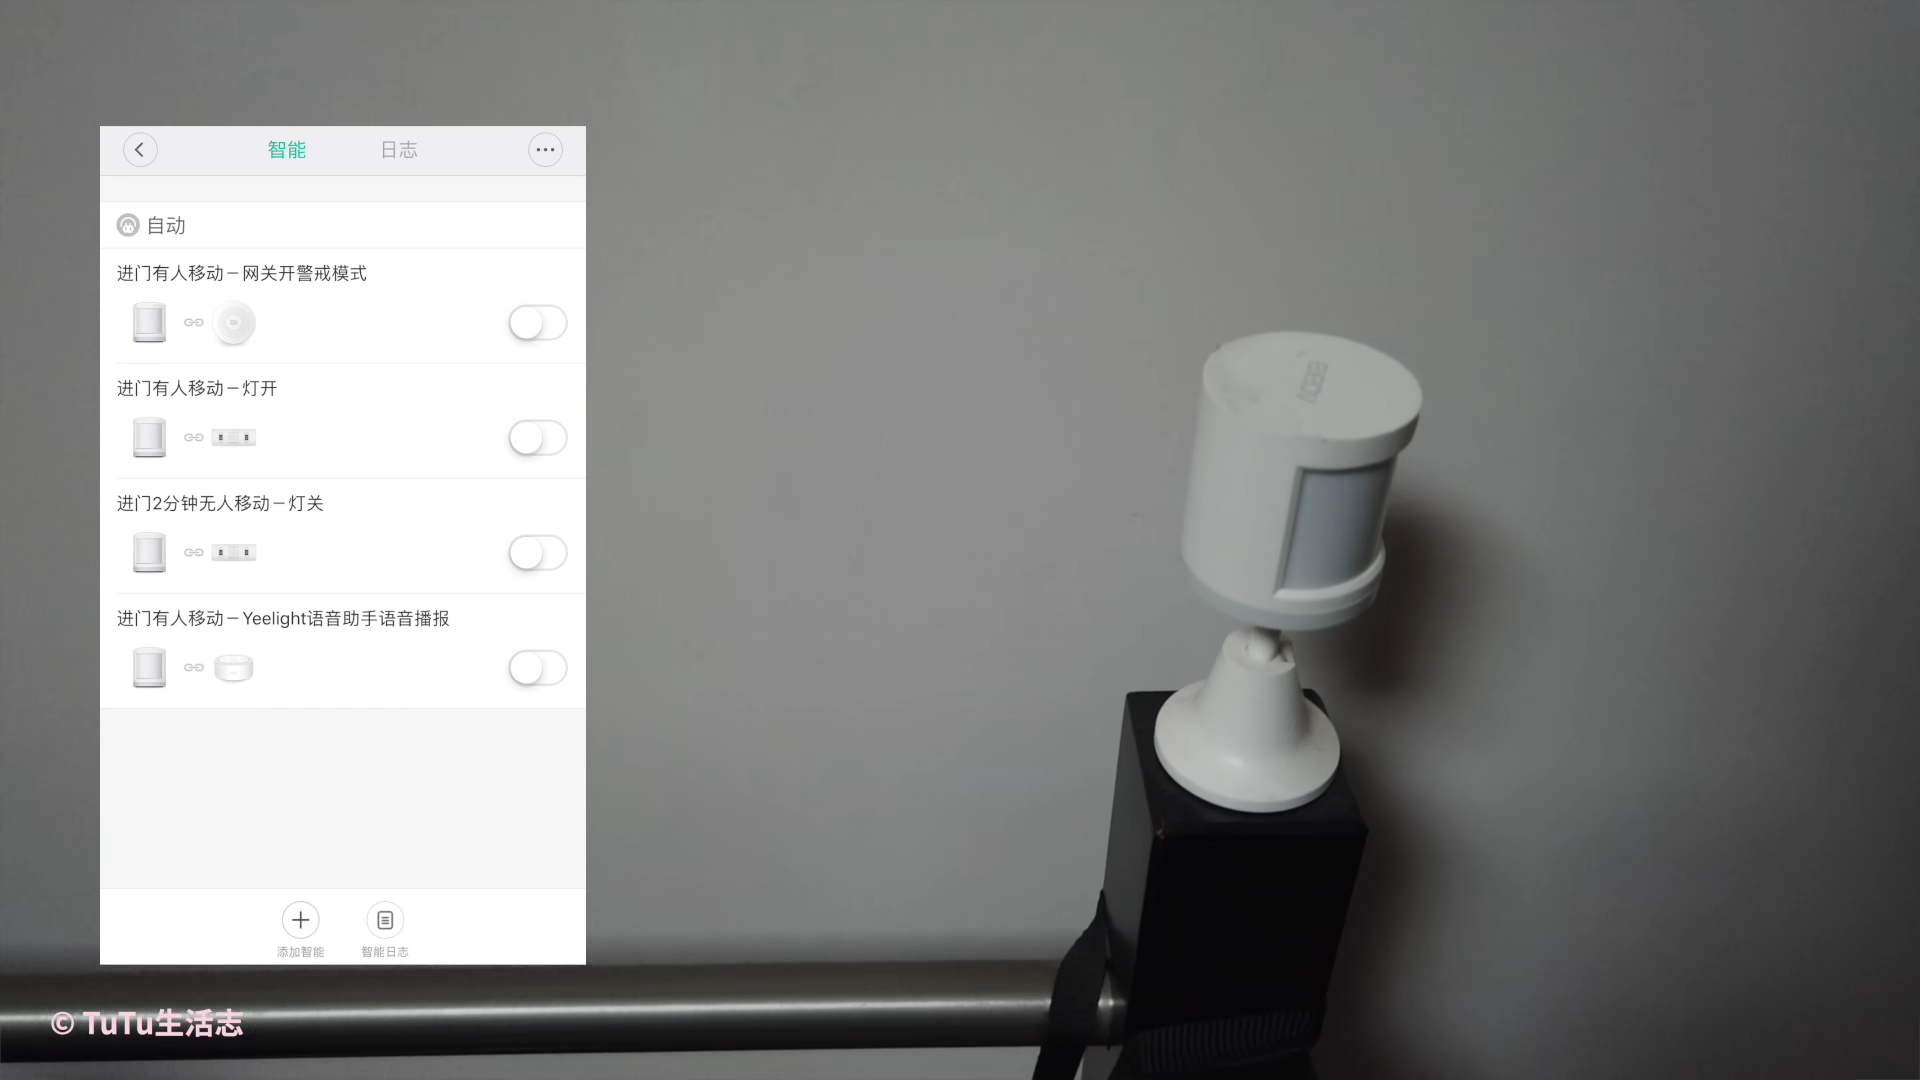 智能 日志
自动
进门有人移动－网关开警戒模式
进门有人移动－灯开
进门2分钟无人移动－灯关
进门有人移动－Yeelight语音助手语音播报
添加智能 智能日志
© TuTu生活志
Aqara